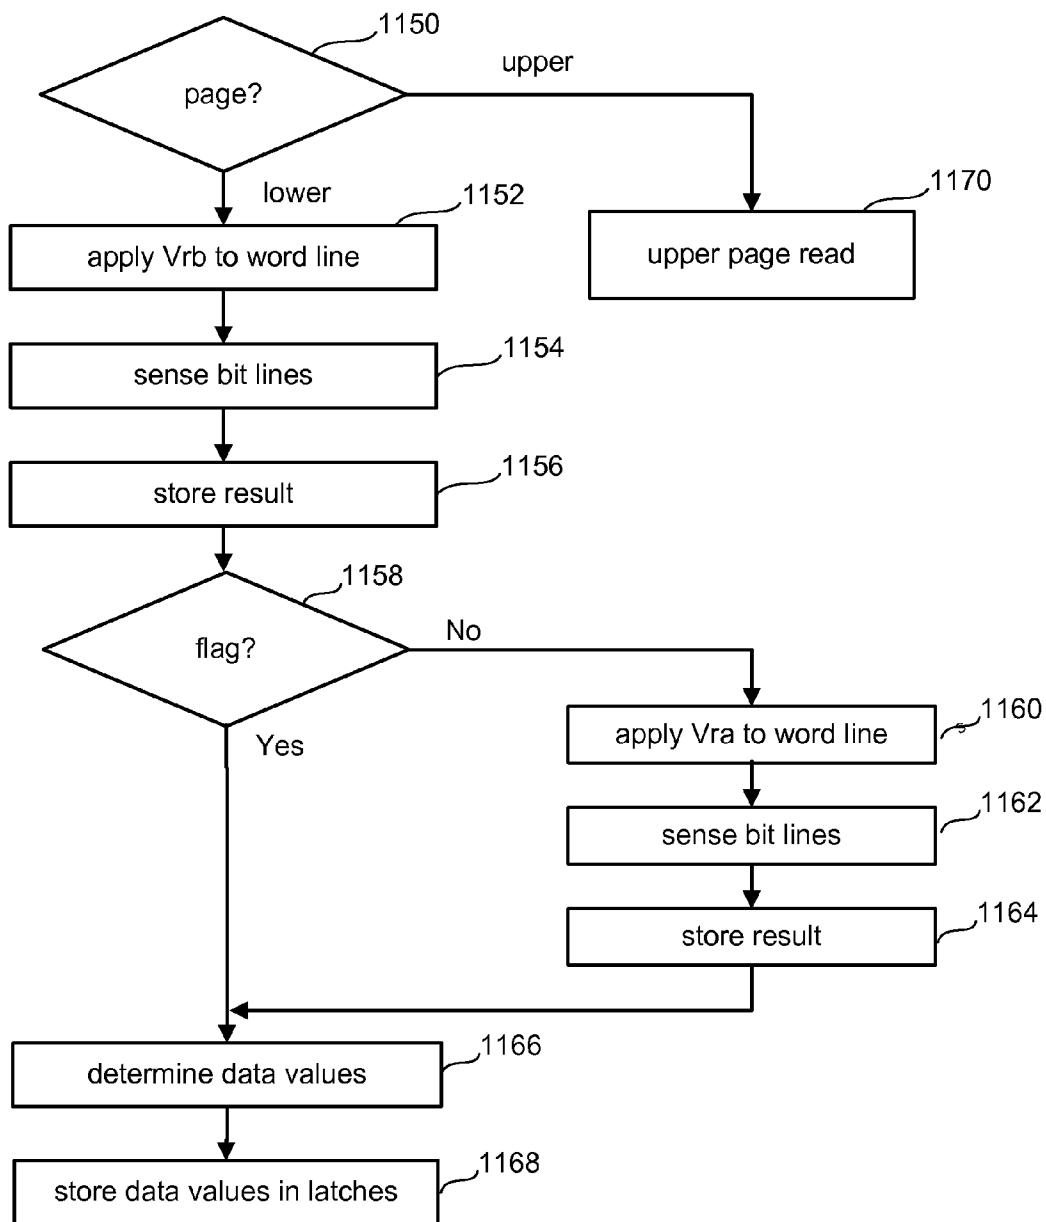 1150
page?
upper
lower
1152
1170
apply Vrb to word line
upper page read
1154
sense bit lines
1156
store result
1158
flag?
No
Yes
1160
apply Vra to word line
1162
sense bit lines
1164
store result
1166
determine data values
1168
store data values in latches